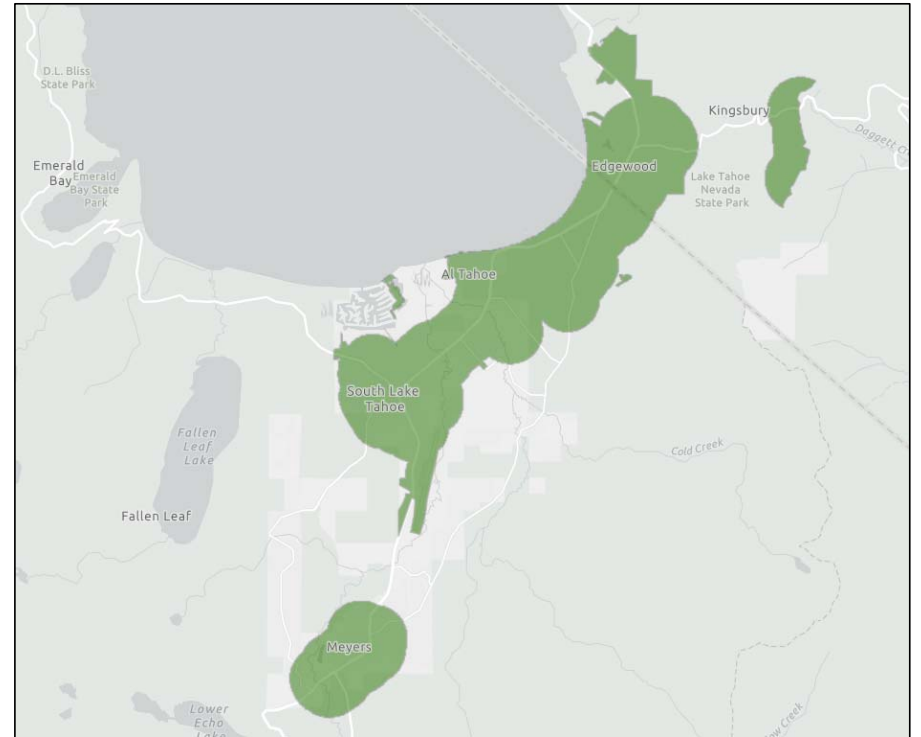 D.L. Bliss
State Park
Emerald
Bay
Emerald
Bay State
Park
Kingsbury
Edgewood
Lake Tahoe
Nevada
State Park
Al Tahoe
South Lake
Tahoe
Fallen
Leaf
Lake
Cold Creek
Fallen Leaf
Meyers
Lower
Echo